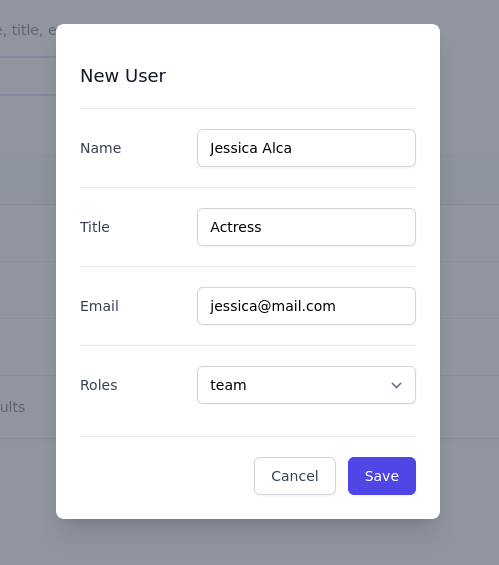 , title, e
New User
Name
Jessica Alca
Title
Actress
Email
jessica@mail.com
Roles
team
ults
Cancel
Save